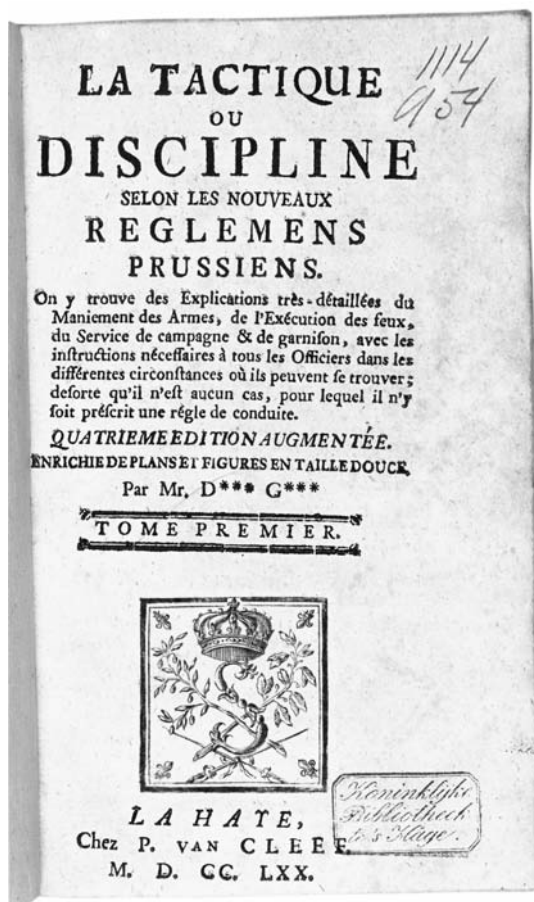 1114
LA TACTIQUE
OU
DISCIPLINE
SELON LES NOUVEAUX
REGLEMENS
PRUSSIENS.
On y trouve des Explications très-détaillées du
Maniement des Armes, de l'Exécution des feux,
du Service de campagne & de garnison, avec les
inſtructions néceſſaires à tous les Officiers dans les
différentes circonſtances où ils peuvent ſe trouver;
deſorte qu'il n'eſt aucun cas, pour lequel il n'y
ſoit préſcrit une régle de conduite.
QUATRIEME EDITION AUGMENTÉE.
ENRICHIE DE PLANS ET FIGURES EN TAILLE DOUCE,
Par Mr. D*** G***
TOME PREMIER.
LA HAYE,
Chez P. VAN CLEEF.
M. D. CC. LXX.
Koninklijke
Bibliotheek
te's Hage.